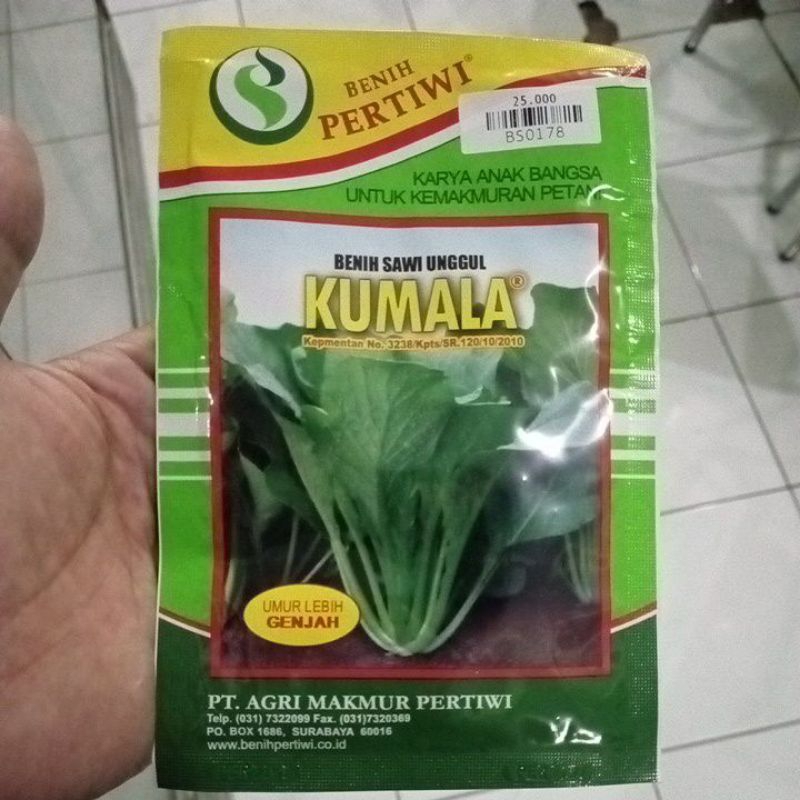 BENIH
PERTIWI®
25.000
BS0178
KARYA ANAK BANGSA
UNTUK KEMAKMURAN PETANI
BENIH SAWI UNGGUL
KUMALA®
Kepmentan No. 3238/Kpts/SR.120/10/2010
UMUR LEBIH
GENJAH
PT. AGRI MAKMUR PERTIWI
Telp. (031) 7322099 Fax. (031)7320369
PO. BOX 1686, SURABAYA 60016
www.benihpertiwi.co.id